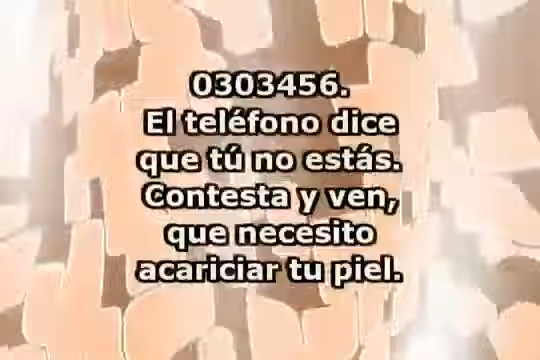 0303456.
El teléfono dice
que tú no estás.
Contesta y ven,
que necesito
acariciar tu piel.